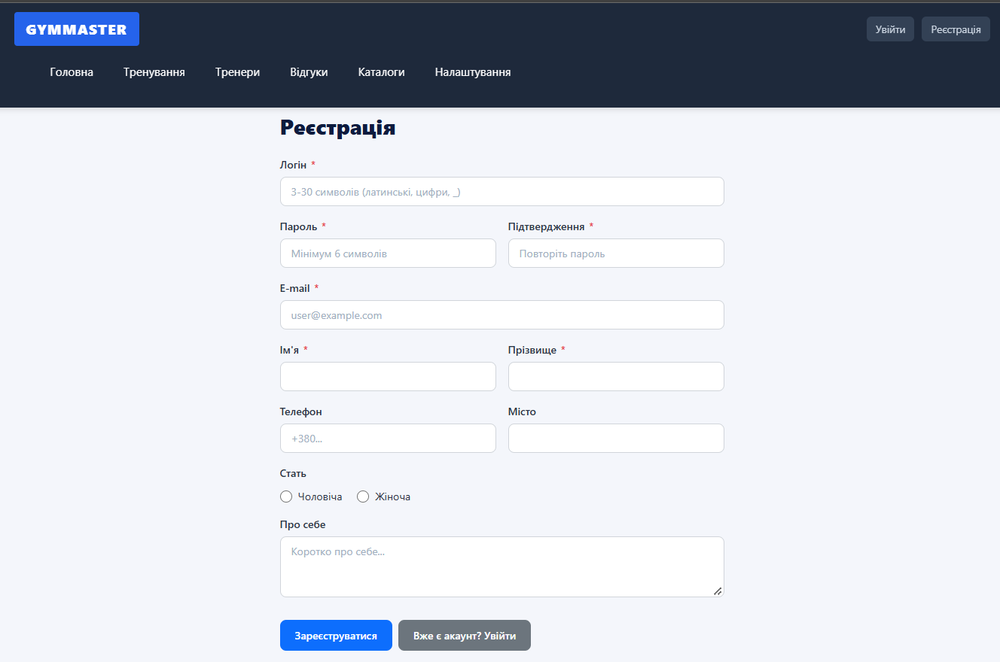 GYMMASTER
Увійти Реєстрація
Головна Тренування Тренери Відгуки Каталоги Налаштування
Реєстрація
Логін *
3-30 символів (латинські, цифри, _)
Пароль * Підтвердження *
Мінімум 6 символів Повторіть пароль
E-mail *
user@example.com
Ім'я * Прізвище *
Телефон Місто
+380...
Стать
Чоловіча Жіноча
Про себе
Коротко про себе...
Зареєструватися Вже є акаунт? Увійти